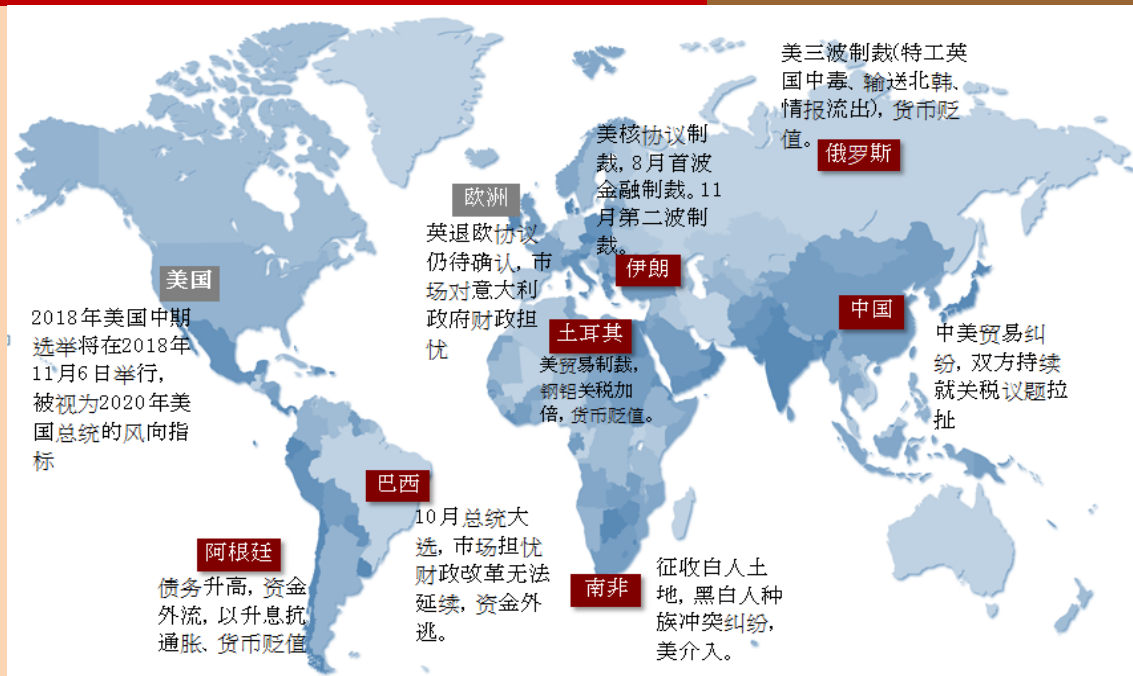 美三波制裁(特工英
国中毒、输送北韩、
情报流出)，货币贬
值。
俄罗斯
美核协议制
裁，8月首波
金融制裁。11
月第二波制
裁。
伊朗
欧洲
英退欧协议
仍待确认，市
场对意大利
政府财政担
忧
美国
2018年美国中期
选举将在2018年
11月6日举行，
被视为2020年美
国总统的风向指
标
土耳其
美贸易制裁，
钢铝关税加
倍，货币贬值。
中国
中美贸易纠
纷，双方持续
就关税议题拉
扯
巴西
10月总统大
选，市场担忧
财政改革无法
延续，资金外
逃。
阿根廷
债务升高，资金
外流，以升息抗
通胀、货币贬值
南非
征收白人土
地，黑白人种
族冲突纠纷，
美介入。